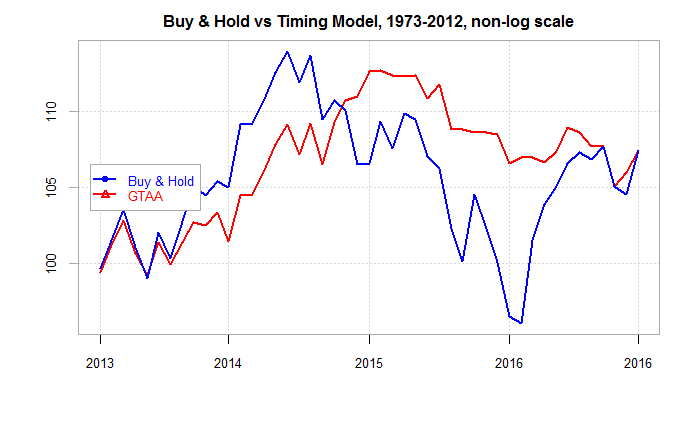 Buy & Hold vs Timing Model, 1973-2012, non-log scale
110
105
100
Buy & Hold
GTAA
2013 2014 2015 2016 2016